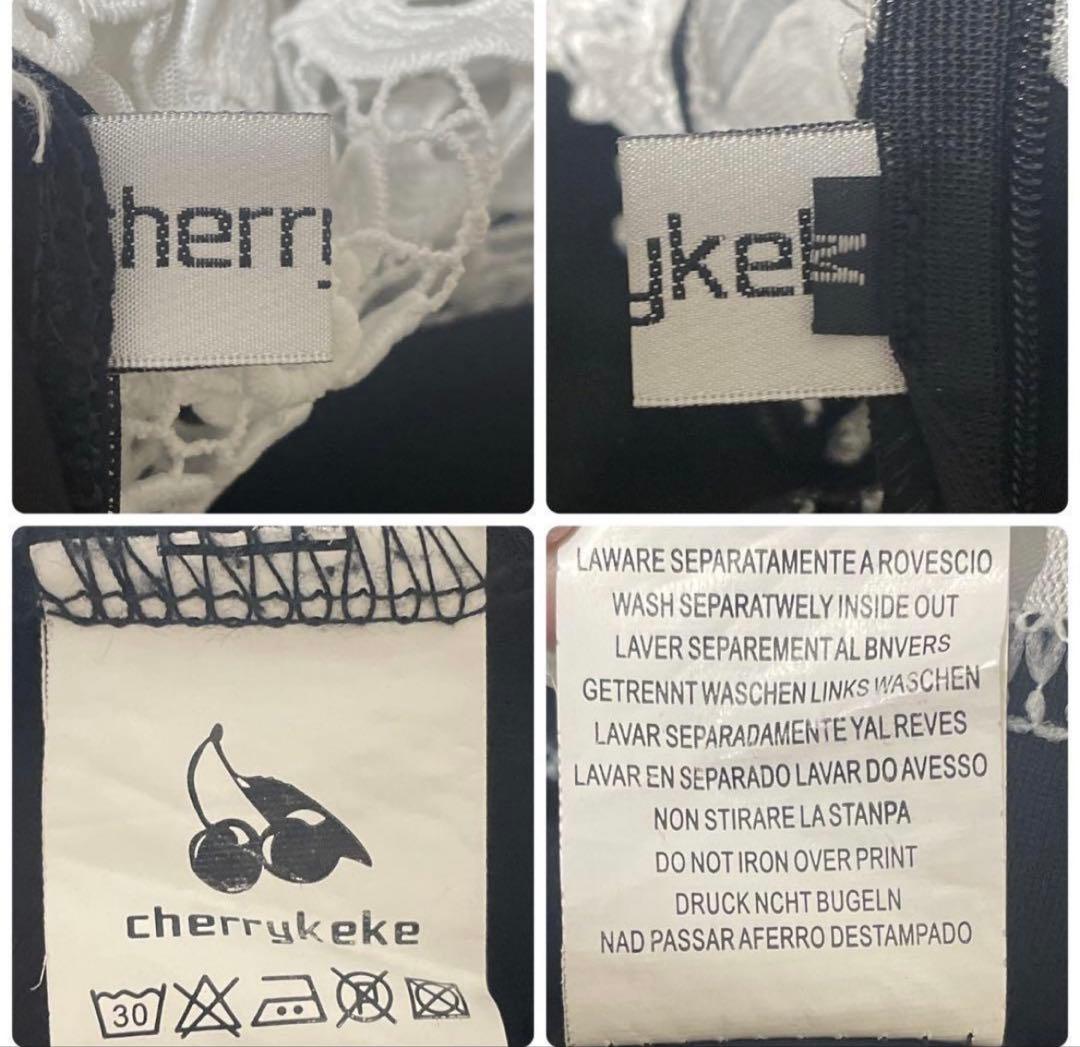 herry
ykek
M
cherrykeke
30
P
LAWARE SEPARATAMENTE A ROVESCIO
WASH SEPARATWELY INSIDE OUT
LAVER SEPAREMENT AL BNVERS
GETRENNT WASCHEN LINKS WASCHEN
LAVAR SEPARADAMENTE YAL REVES
LAVAR EN SEPARADO LAVAR DO AVESSO
NON STIRARE LA STANPA
DO NOT IRON OVER PRINT
DRUCK NCHT BUGELN
NAD PASSAR AFERRO DESTAMPADO